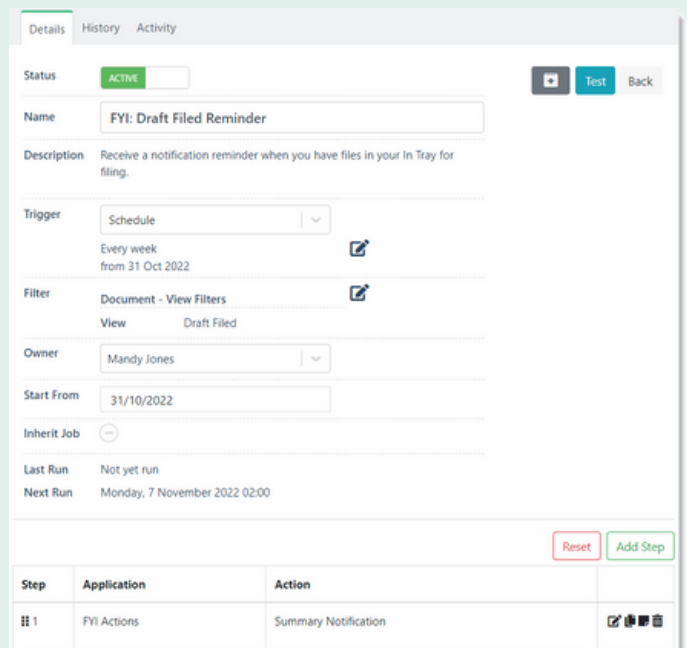 Details History Activity
Status ACTIVE Test Back
Name FYI: Draft Filed Reminder
Description Receive a notification reminder when you have files in your In Tray for
filing.
Trigger Schedule
Every week
from 31 Oct 2022
Filter Document - View Filters
View Draft Filed
Owner Mandy Jones
Start From 31/10/2022
Inherit Job
Last Run Not yet run
Next Run Monday, 7 November 2022 02:00
Reset Add Step
Step Application Action
1 FYI Actions Summary Notification